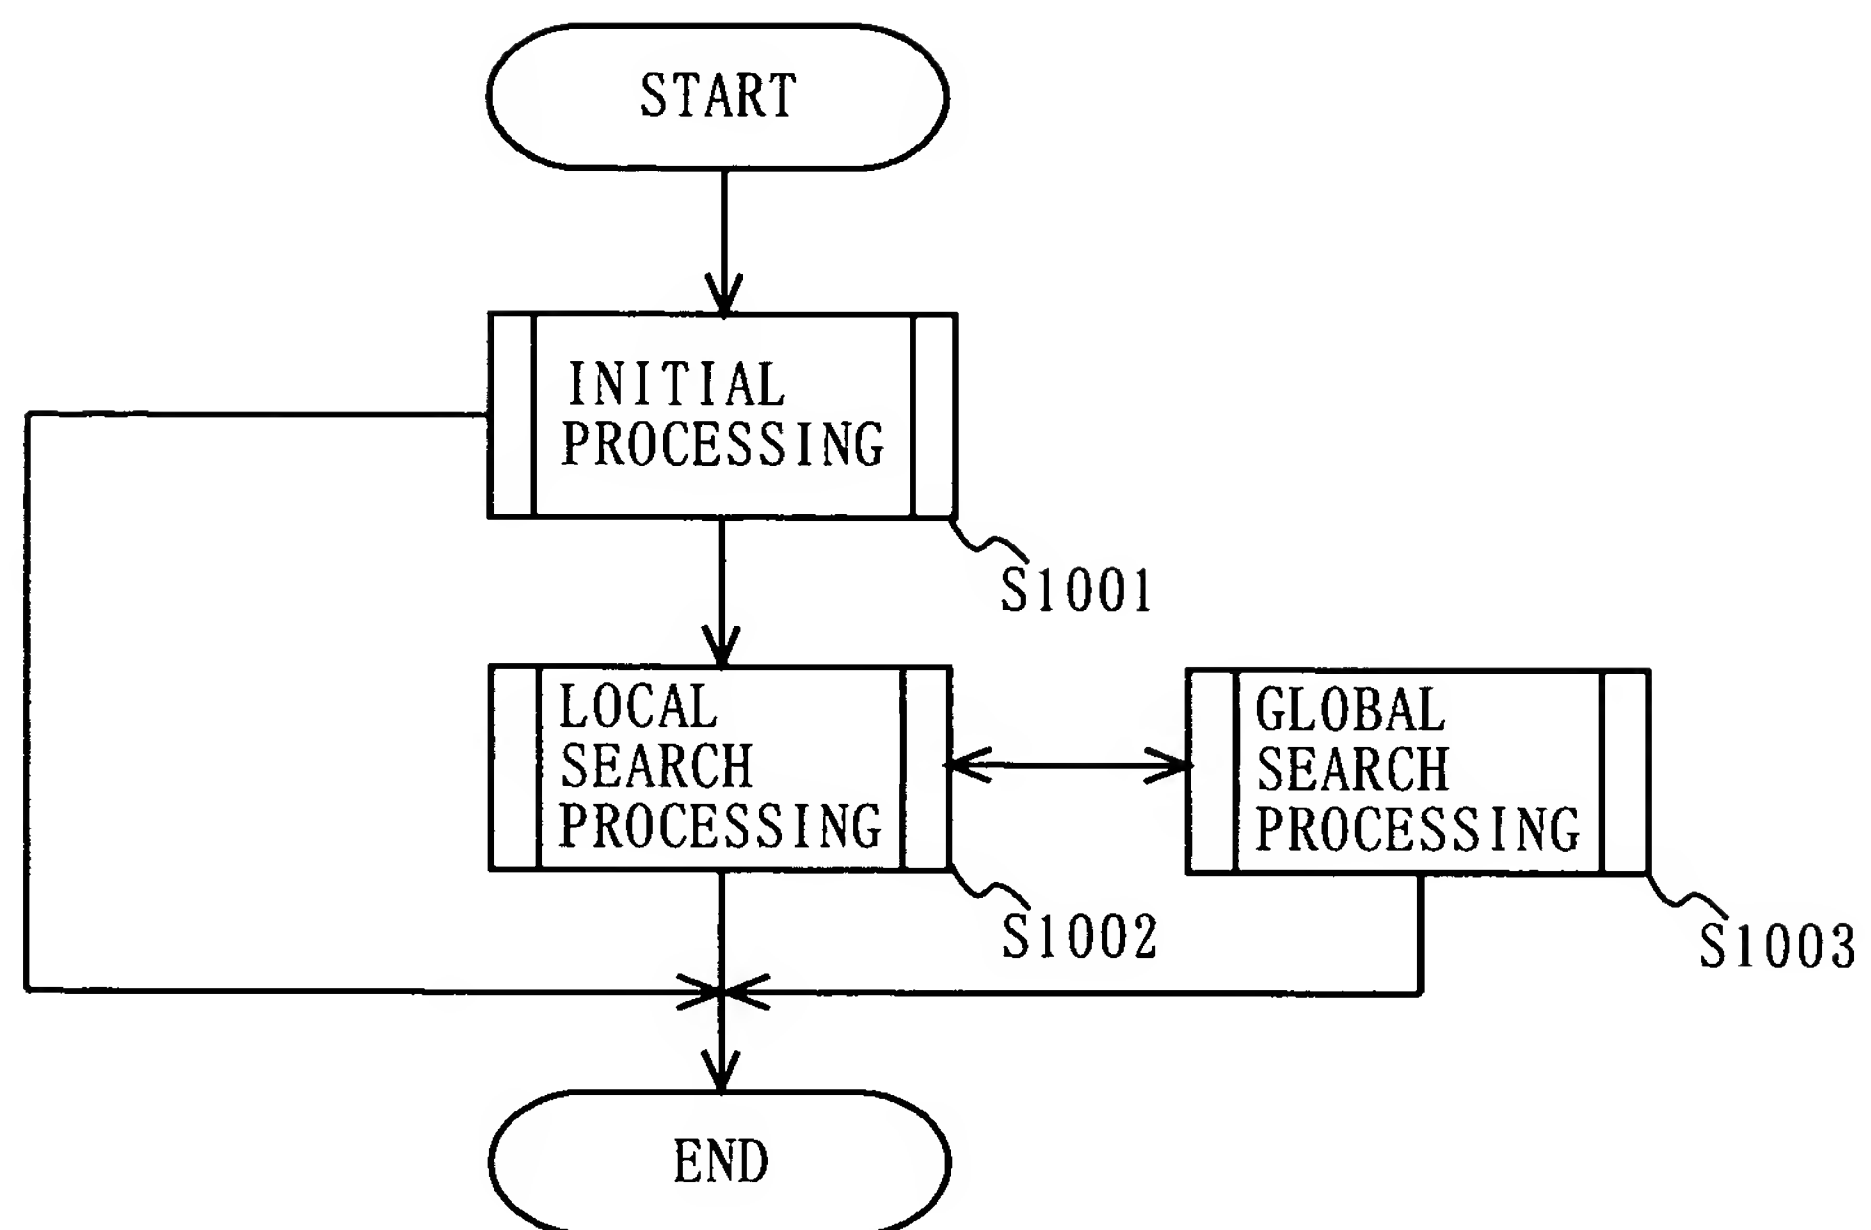 START
INITIAL
PROCESSING
S1001
LOCAL
SEARCH
PROCESSING
S1002
GLOBAL
SEARCH
PROCESSING
S1003
END